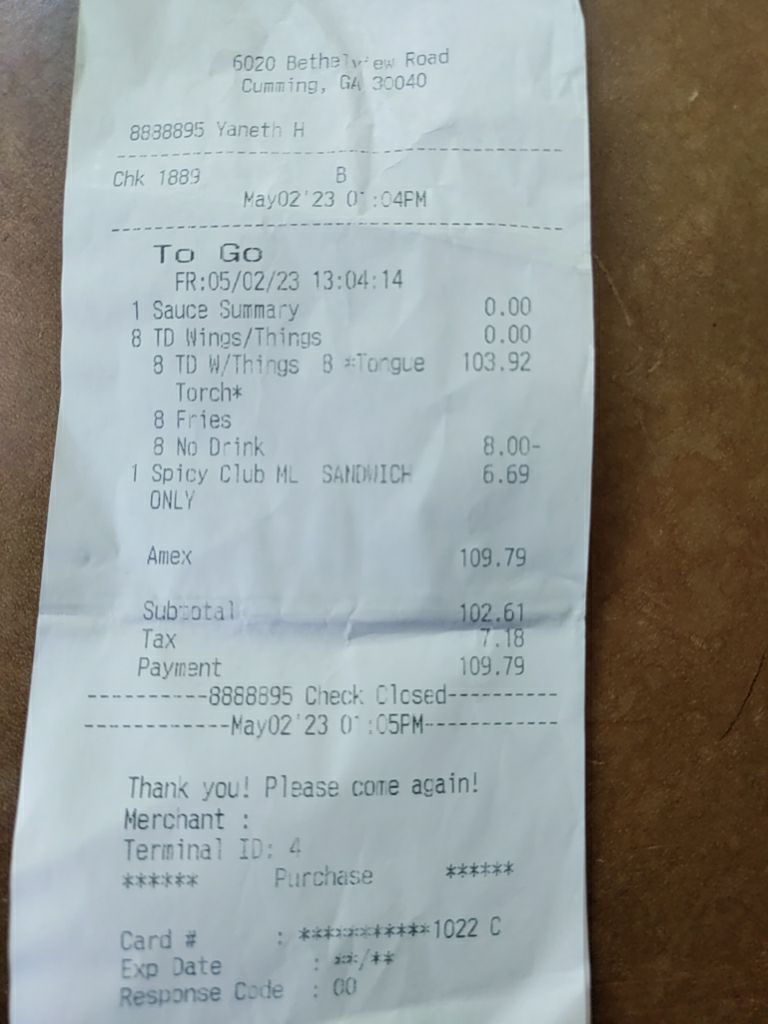 6020 Bethelview Road
Cumming, GA 30040
8888895 Yaneth H
Chk 1889 B
May02'23 01:04PM
To Go
FR:05/02/23 13:04:14
1 Sauce Summary 0.00
8 TD Wings/Things 0.00
8 TD W/Things 8 *Tongue 103.92
Torch*
8 Fries
8 No Drink 8.00-
1 Spicy Club ML SANDWICH 6.69
ONLY
Amex 109.79
Subtotal 102.61
Tax 7.18
Payment 109.79
----------8888895 Check Closed---------
------------May02'23 01:05PM-----------
Thank you! Please come again!
Merchant :
Terminal ID: 4
****** Purchase ******
Card # : ***********1022 C
Exp Date : **/**
Response Code : 00